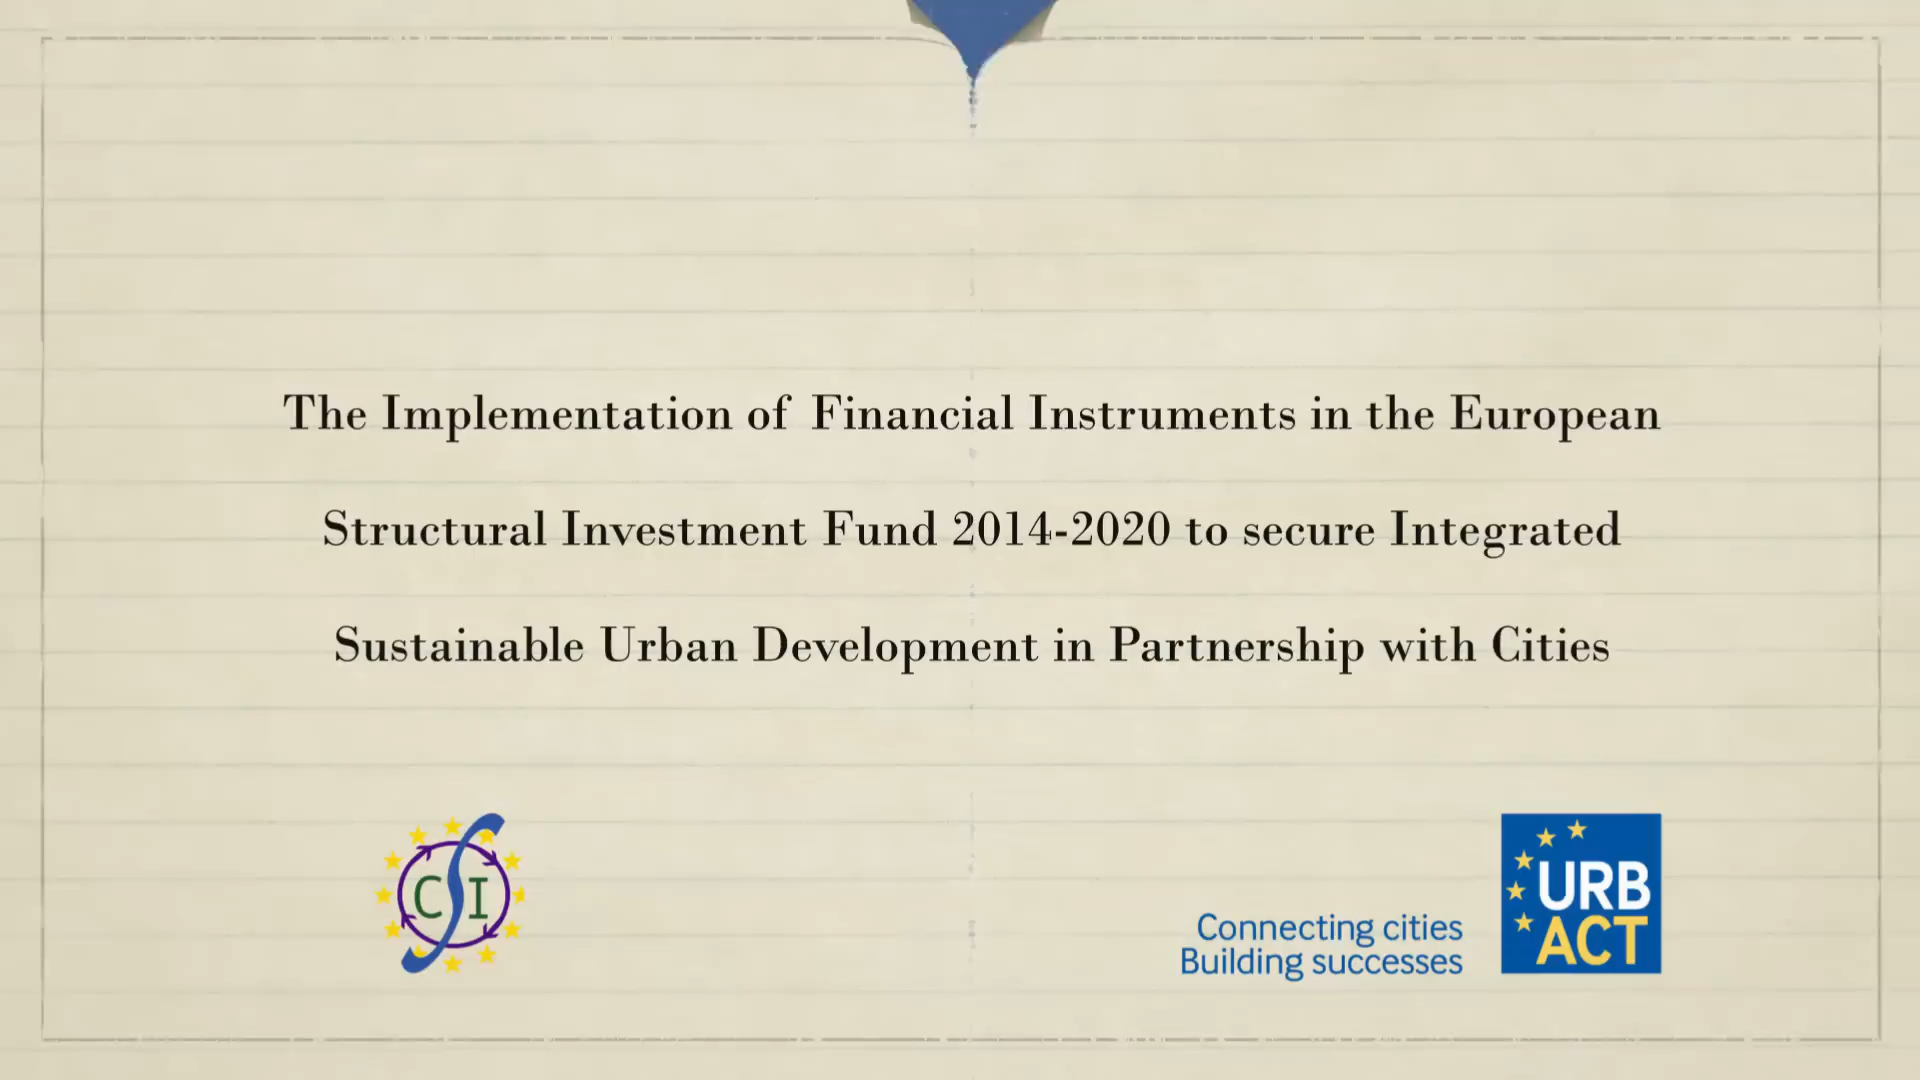 The Implementation of Financial Instruments in the European
Structural Investment Fund 2014-2020 to secure Integrated
Sustainable Urban Development in Partnership with Cities
CSI
Connecting cities
Building successes
URB
ACT